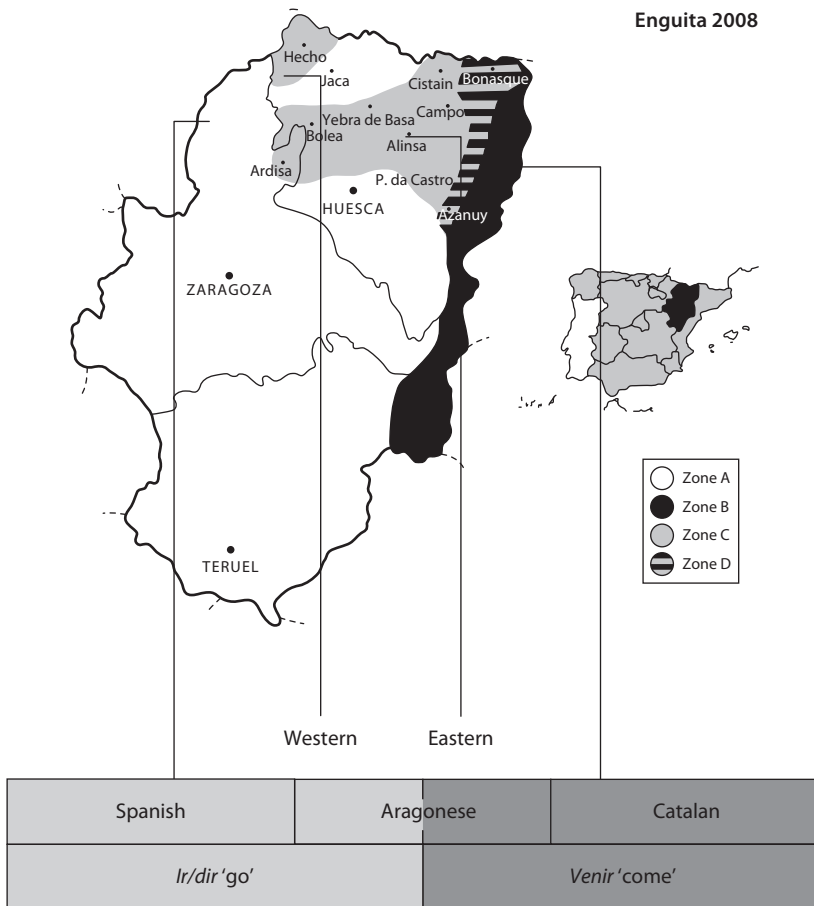 Enguita 2008
Hecho
Jaca
Cistain
Bonasque
Yebra de Basa
Campo
Bolea
Alinsa
Ardisa
P. da Castro
HUESCA
Azanuy
ZARAGOZA
TERUEL
Zone A
Zone B
Zone C
Zone D
Western
Eastern
Spanish
Aragonese
Catalan
Ir/dir 'go'
Venir 'come'